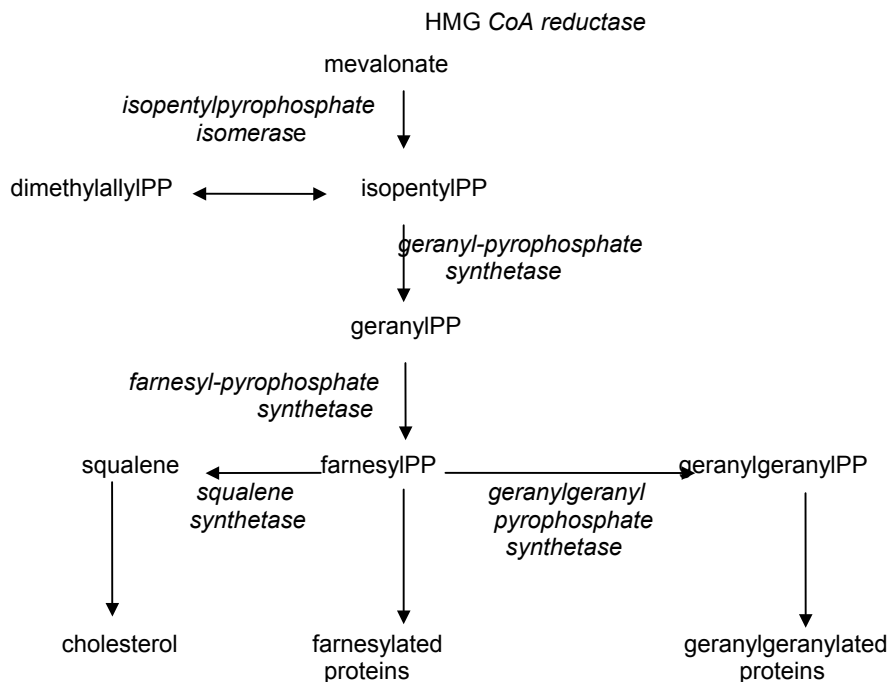 HMG CoA reductase
mevalonate
isopentylpyrophosphate
isomerase
dimethylallylPP
isopentylPP
geranyl-pyrophosphate
synthetase
geranylPP
farnesyl-pyrophosphate
synthetase
squalene
farnesylPP
geranylgeranylPP
squalene
synthetase
geranylgeranyl
pyrophosphate
synthetase
cholesterol
farnesylated
proteins
geranylgeranylated
proteins